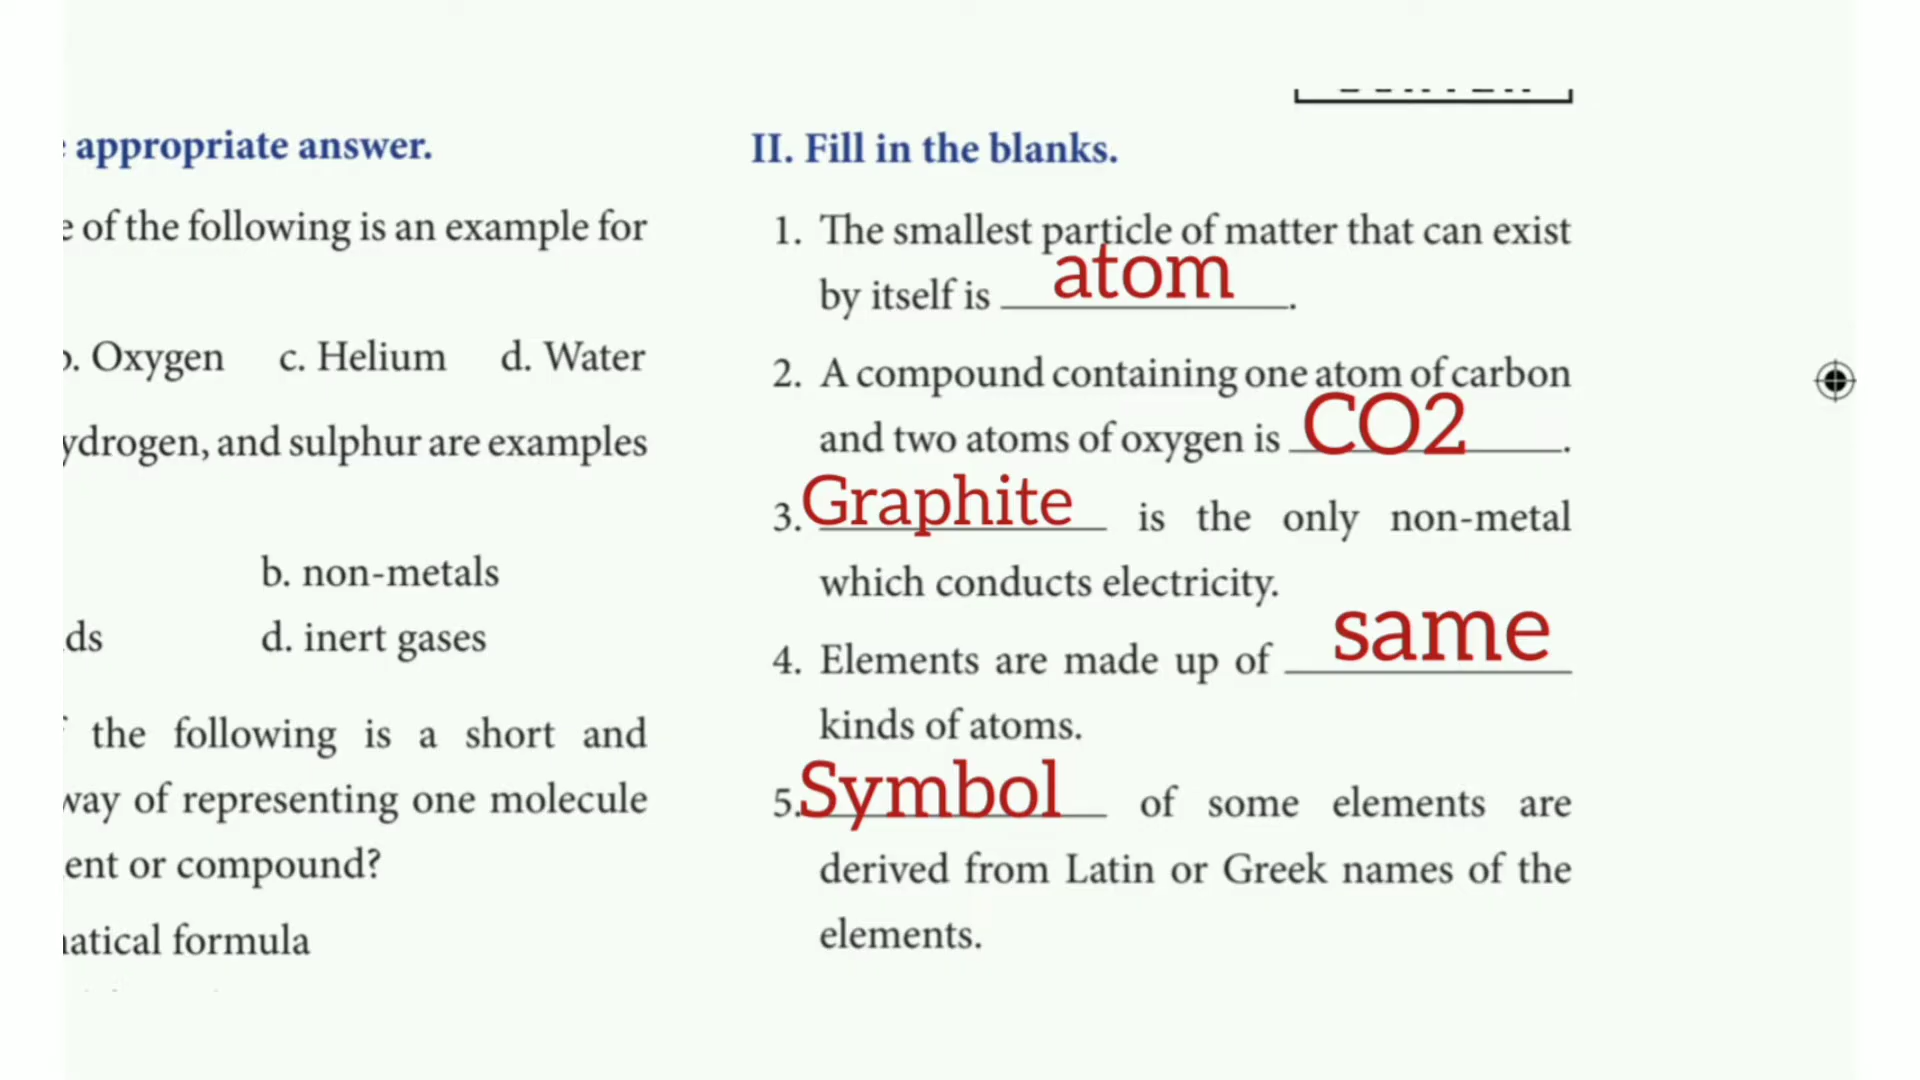 appropriate answer.
e of the following is an example for
b. Oxygen c. Helium d. Water
ydrogen, and sulphur are examples
b. non-metals
ds d. inert gases
the following is a short and
way of representing one molecule
ent or compound?
atical formula
II. Fill in the blanks.
1. The smallest particle of matter that can exist
by itself is atom.
2. A compound containing one atom of carbon
and two atoms of oxygen is CO2.
3. Graphite is the only non-metal
which conducts electricity.
4. Elements are made up of same
kinds of atoms.
5. Symbol of some elements are
derived from Latin or Greek names of the
elements.